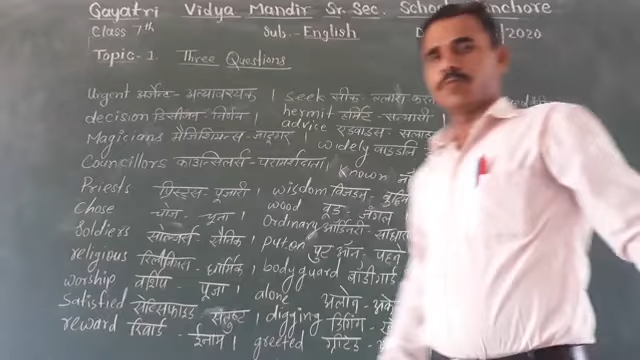 Gayatri Vidya Mandir Sr. Sec. School
Class 7th Sub.- English /2020
Topic-1. Three Questions
Urgent अर्जेन्ट- अत्यावश्यक । Seek सीक-
decision डिसीजन- निर्णय । hermit हर्मिट- सन्यासी ।
Magicians मैजिशियन्स- जादूगर । advice एडवाइस-
Councillors काउन्सिलर्स- परामर्शदाता । widely वाइडलि
known
Priests प्रिस्ट्स- पुजारी । wisdom विजडम-
Chose चोज- चुना । wood वूड- जंगल ।
Soldiers सोल्जर्स- सैनिक । Ordinary ऑर्डिनरी-
religious रिलिजियस- धार्मिक । put on पुट ऑन
worship वर्शिप- पूजा । bodyguard बॉडीगार्ड
Satisfied सेटिसफाइड- संतुष्ट । alone अलोन-
reward रिवार्ड- ईनाम । digging डिगिंग-
greeted ग्रीटेड-